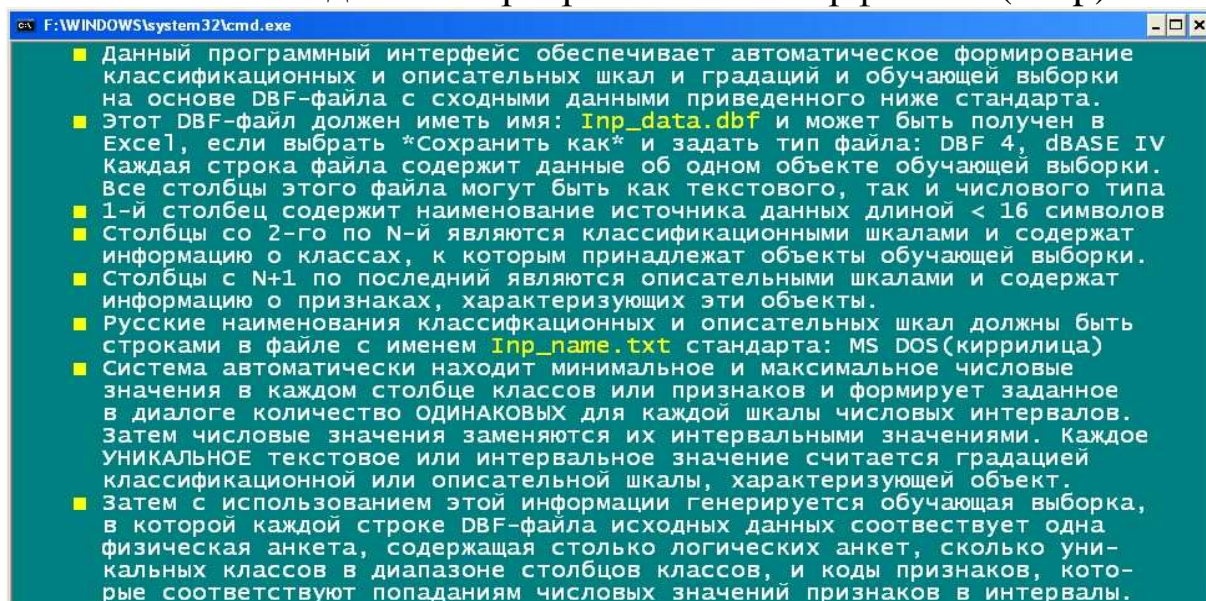 F:\WINDOWS\system32\cmd.exe
■ Данный программный интерфейс обеспечивает автоматическое формирование
классификационных и описательных шкал и градаций и обучающей выборки
на основе DBF-файла с сходными данными приведенного ниже стандарта.
■ Этот DBF-файл должен иметь имя: Inp_data.dbf и может быть получен в
Excel, если выбрать *Сохранить как* и задать тип файла: DBF 4, dBASE IV
Каждая строка файла содержит данные об одном объекте обучающей выборки.
Все столбцы этого файла могут быть как текстового, так и числового типа
■ 1-й столбец содержит наименование источника данных длиной < 16 символов
■ Столбцы со 2-го по N-й являются классификационными шкалами и содержат
информацию о классах, к которым принадлежат объекты обучающей выборки.
■ Столбцы с N+1 по последний являются описательными шкалами и содержат
информацию о признаках, характеризующих эти объекты.
■ Русские наименования классифкационных и описательных шкал должны быть
строками в файле с именем Inp_name.txt стандарта: MS DOS(киррилица)
■ Система автоматически находит минимальное и максимальное числовые
значения в каждом столбце классов или признаков и формирует заданное
в диалоге количество ОДИНАКОВЫХ для каждой шкалы числовых интервалов.
Затем числовые значения заменяются их интервальными значениями. Каждое
УНИКАЛЬНОЕ текстовое или интервальное значение считается градацией
классификационной или описательной шкалы, характеризующей объект.
■ Затем с использованием этой информации генерируется обучающая выборка,
в которой каждой строке DBF-файла исходных данных соотвествует одна
физическая анкета, содержащая столько логических анкет, сколько уни-
кальных классов в диапазоне столбцов классов, и коды признаков, кото-
рые соответствуют попаданиям числовых значений признаков в интервалы.